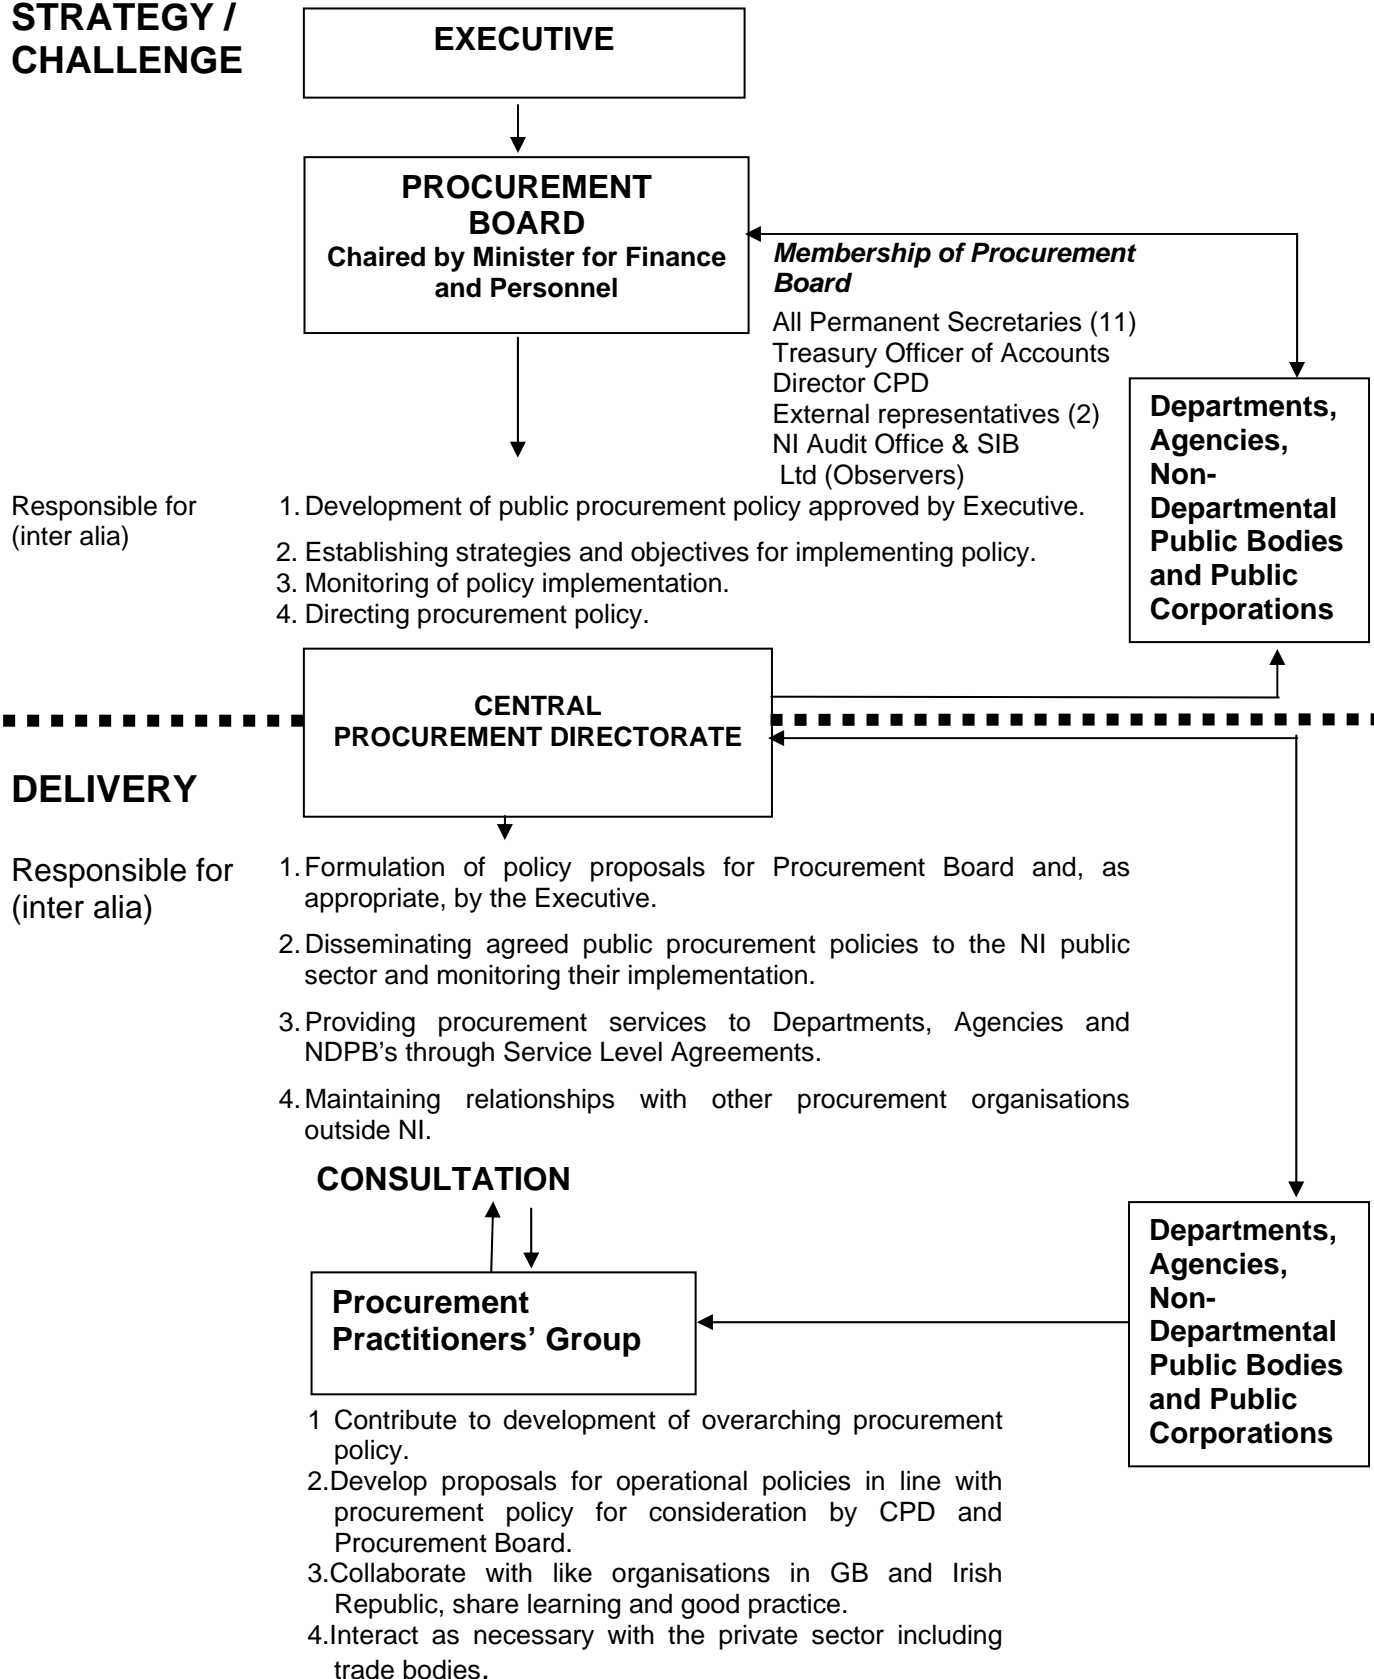 STRATEGY /
CHALLENGE
EXECUTIVE
PROCUREMENT
BOARD
Chaired by Minister for Finance
and Personnel
Membership of Procurement
Board
All Permanent Secretaries (11)
Treasury Officer of Accounts
Director CPD
External representatives (2)
NI Audit Office & SIB
Ltd (Observers)
Departments,
Agencies,
Non-
Departmental
Public Bodies
and Public
Corporations
Responsible for
(inter alia)
1. Development of public procurement policy approved by Executive.
2. Establishing strategies and objectives for implementing policy.
3. Monitoring of policy implementation.
4. Directing procurement policy.
CENTRAL
PROCUREMENT DIRECTORATE
DELIVERY
Responsible for
(inter alia)
1. Formulation of policy proposals for Procurement Board and, as
appropriate, by the Executive.
2. Disseminating agreed public procurement policies to the NI public
sector and monitoring their implementation.
3. Providing procurement services to Departments, Agencies and
NDPB’s through Service Level Agreements.
4. Maintaining relationships with other procurement organisations
outside NI.
CONSULTATION
Procurement
Practitioners’ Group
Departments,
Agencies,
Non-
Departmental
Public Bodies
and Public
Corporations
1 Contribute to development of overarching procurement
policy.
2.Develop proposals for operational policies in line with
procurement policy for consideration by CPD and
Procurement Board.
3.Collaborate with like organisations in GB and Irish
Republic, share learning and good practice.
4.Interact as necessary with the private sector including
trade bodies.